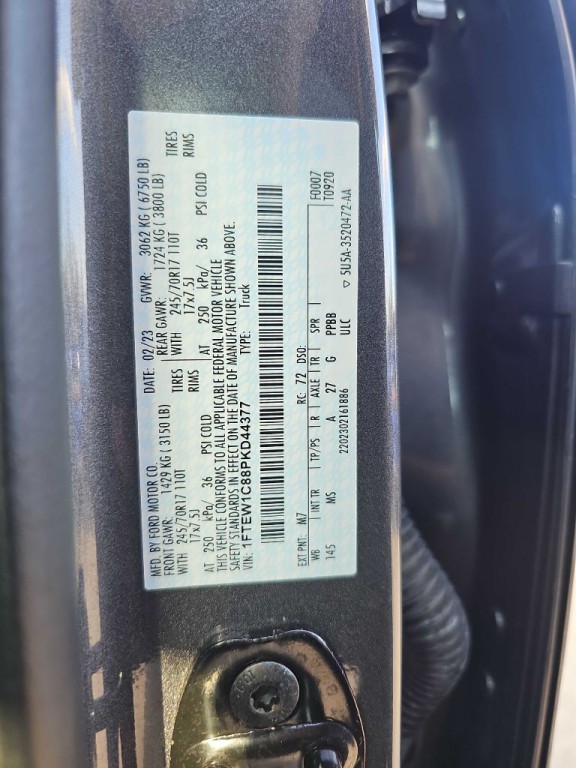 MFD. BY FORD MOTOR CO. DATE: 02/23 GVWR: 3062 KG ( 6750 LB)
FRONT GAWR: 1429 KG ( 3150 LB) REAR GAWR: 1724 KG ( 3800 LB)
WITH 245/70R17 110T TIRES WITH 245/70R17 110T TIRES
17x7.5J RIMS 17x7.5J RIMS
AT 250 kPa/ 36 PSI COLD AT 250 kPa/ 36 PSI COLD
THIS VEHICLE CONFORMS TO ALL APPLICABLE FEDERAL MOTOR VEHICLE
SAFETY STANDARDS IN EFFECT ON THE DATE OF MANUFACTURE SHOWN ABOVE.
VIN: 1FTEW1C88PKD44377 TYPE: Truck
EXT PNT: M7 RC: 72 DSO: F0007
WB INT TR TP/PS R AXLE TR SPR T0920
145 MS A 27 G PPBB
ULC
2202302161886 ▽ 5U5A-3520472-AA